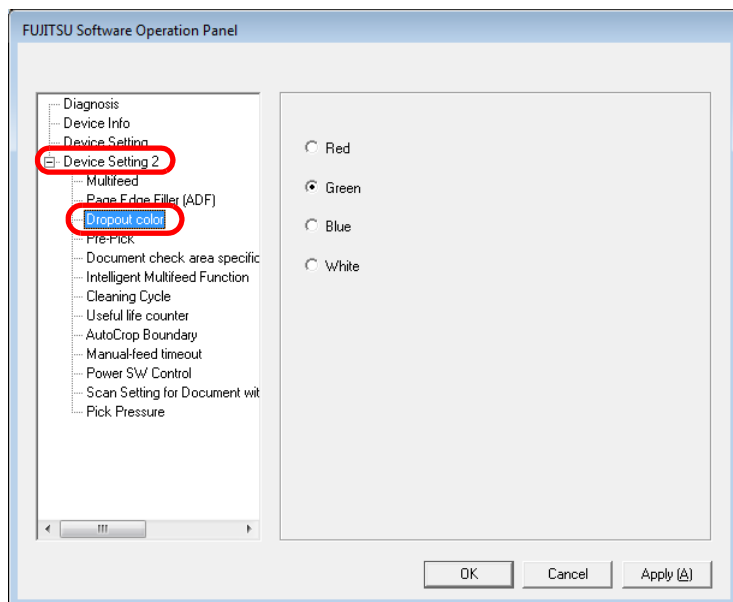 FUJITSU Software Operation Panel
Diagnosis
Device Info
Device Setting
Device Setting 2
Multifeed
Page Edge Filler (ADF)
Dropout color
Pre-Pick
Document check area specific
Intelligent Multifeed Function
Cleaning Cycle
Useful life counter
AutoCrop Boundary
Manual-feed timeout
Power SW Control
Scan Setting for Document wit
Pick Pressure
Red
Green
Blue
White
OK Cancel Apply (A)